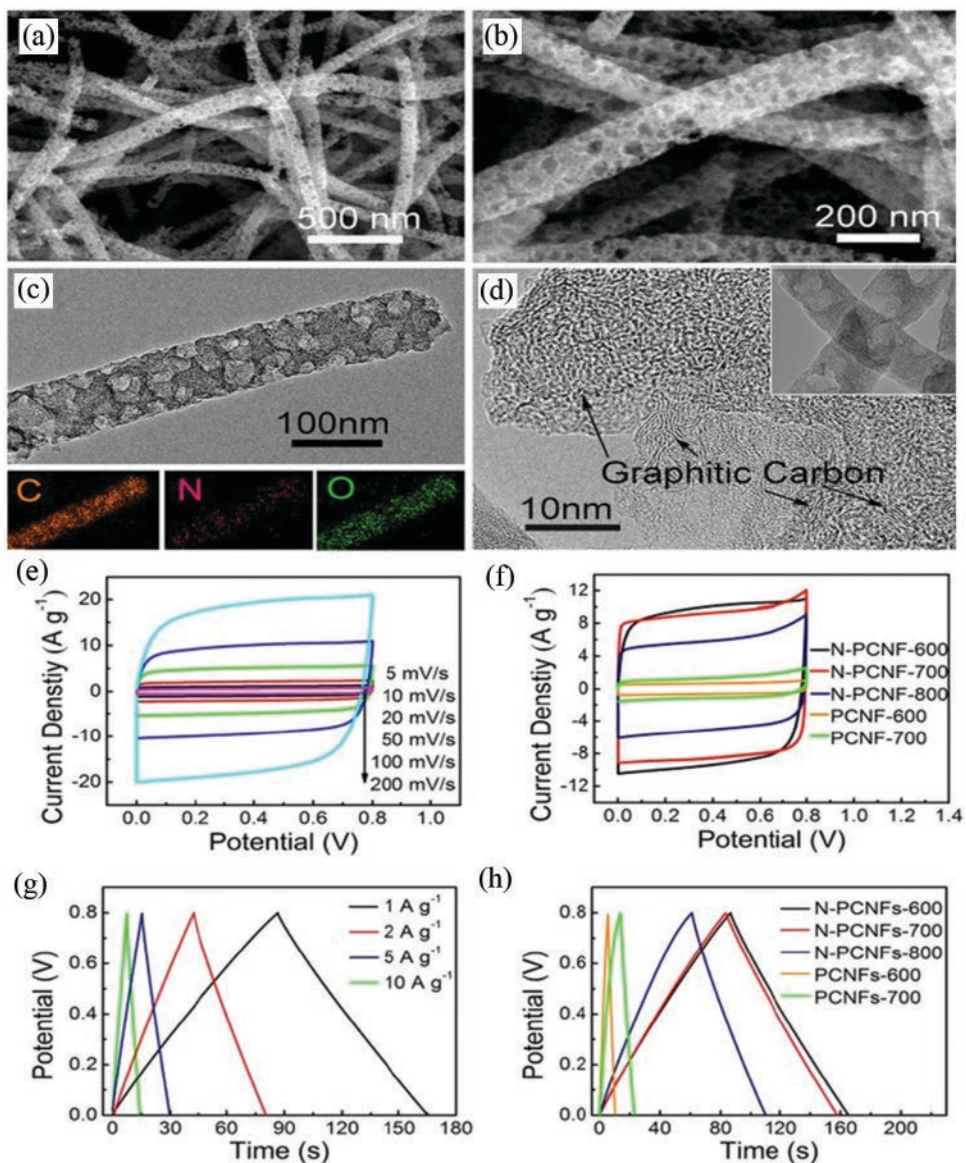 (a)
500 nm
(b)
200 nm
(c)
100nm
C
N
O
(d)
Graphitic Carbon
10nm
(e)
Current Denstiy (A g-1)
20
10
0
-10
-20
5 mV/s
10 mV/s
20 mV/s
50 mV/s
100 mV/s
200 mV/s
0.0 0.2 0.4 0.6 0.8 1.0
Potential (V)
(f)
Current Density (A g-1)
12
8
4
0
-4
-8
-12
N-PCNF-600
N-PCNF-700
N-PCNF-800
PCNF-600
PCNF-700
0.0 0.2 0.4 0.6 0.8 1.0 1.2 1.4
Potential (V)
(g)
Potential (V)
0.8
0.6
0.4
0.2
0.0
1 A g-1
2 A g-1
5 A g-1
10 A g-1
0 30 60 90 120 150 180
Time (s)
(h)
Potential (V)
0.8
0.6
0.4
0.2
0.0
N-PCNFs-600
N-PCNFs-700
N-PCNFs-800
PCNFs-600
PCNFs-700
0 40 80 120 160 200
Time (s)